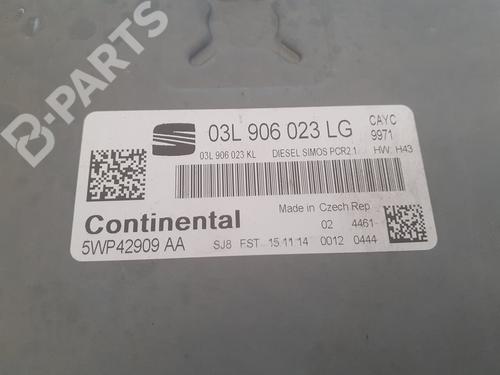 B-PARTS
03L 906 023 LG
CAYC
9971
03L 906 023 KL DIESEL SIMOS PCR2.1 HW: H43
Continental
Made in Czech Rep.
02 4461-
5WP42909 AA SJ8 FST 15.11.14 0012 0444